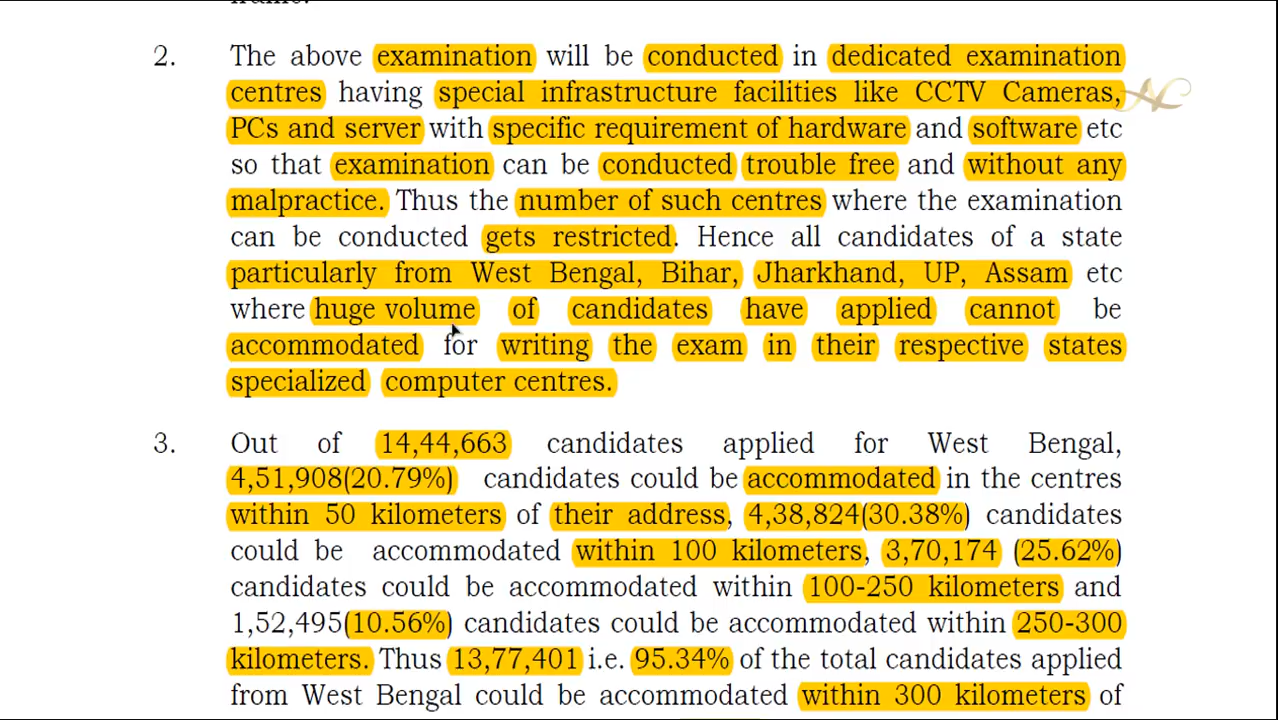 2. The above examination will be conducted in dedicated examination
centres having special infrastructure facilities like CCTV Cameras,
PCs and server with specific requirement of hardware and software etc
so that examination can be conducted trouble free and without any
malpractice. Thus the number of such centres where the examination
can be conducted gets restricted. Hence all candidates of a state
particularly from West Bengal, Bihar, Jharkhand, UP, Assam etc
where huge volume of candidates have applied cannot be
accommodated for writing the exam in their respective states
specialized computer centres.
3. Out of 14,44,663 candidates applied for West Bengal,
4,51,908(20.79%) candidates could be accommodated in the centres
within 50 kilometers of their address, 4,38,824(30.38%) candidates
could be accommodated within 100 kilometers, 3,70,174 (25.62%)
candidates could be accommodated within 100-250 kilometers and
1,52,495(10.56%) candidates could be accommodated within 250-300
kilometers. Thus 13,77,401 i.e. 95.34% of the total candidates applied
from West Bengal could be accommodated within 300 kilometers of